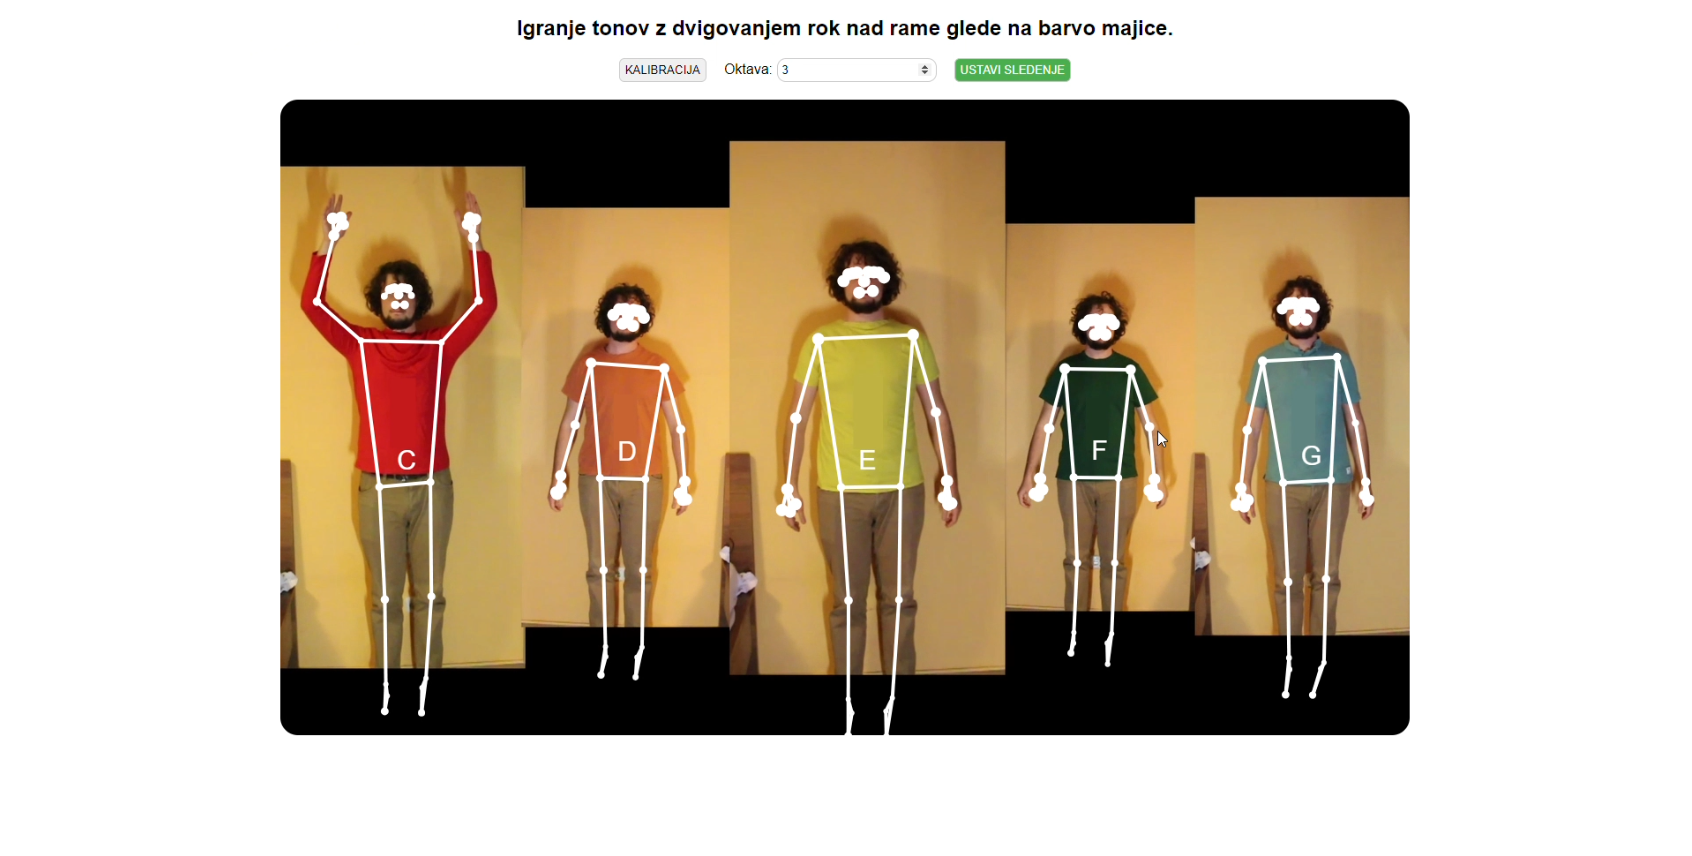 Igranje tonov z dvigovanjem rok nad rame glede na barvo majice.
KALIBRACIJA Oktava: 3 USTAVI SLEDENJE
C D E F G